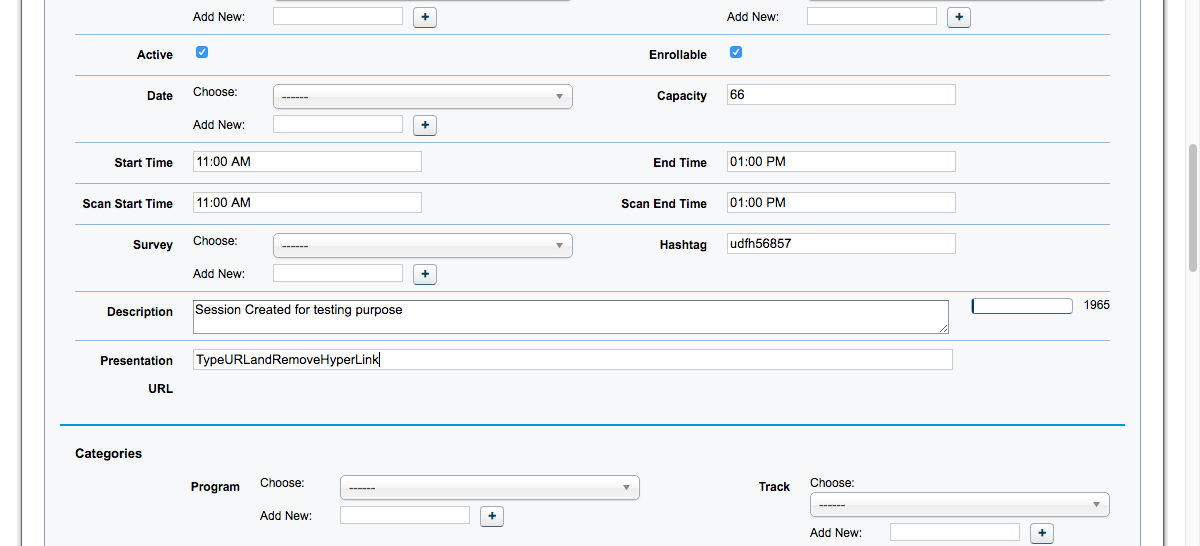 Add New: + Add New: +
Active Enrollable
Date Choose: ------ Capacity 66
Add New: +
Start Time 11:00 AM End Time 01:00 PM
Scan Start Time 11:00 AM Scan End Time 01:00 PM
Survey Choose: ------ Hashtag udfh56857
Add New: +
Description Session Created for testing purpose 1965
Presentation TypeURLandRemoveHyperLink
URL
Categories
Program Choose: ------ Track Choose:
------
Add New: + Add New: +